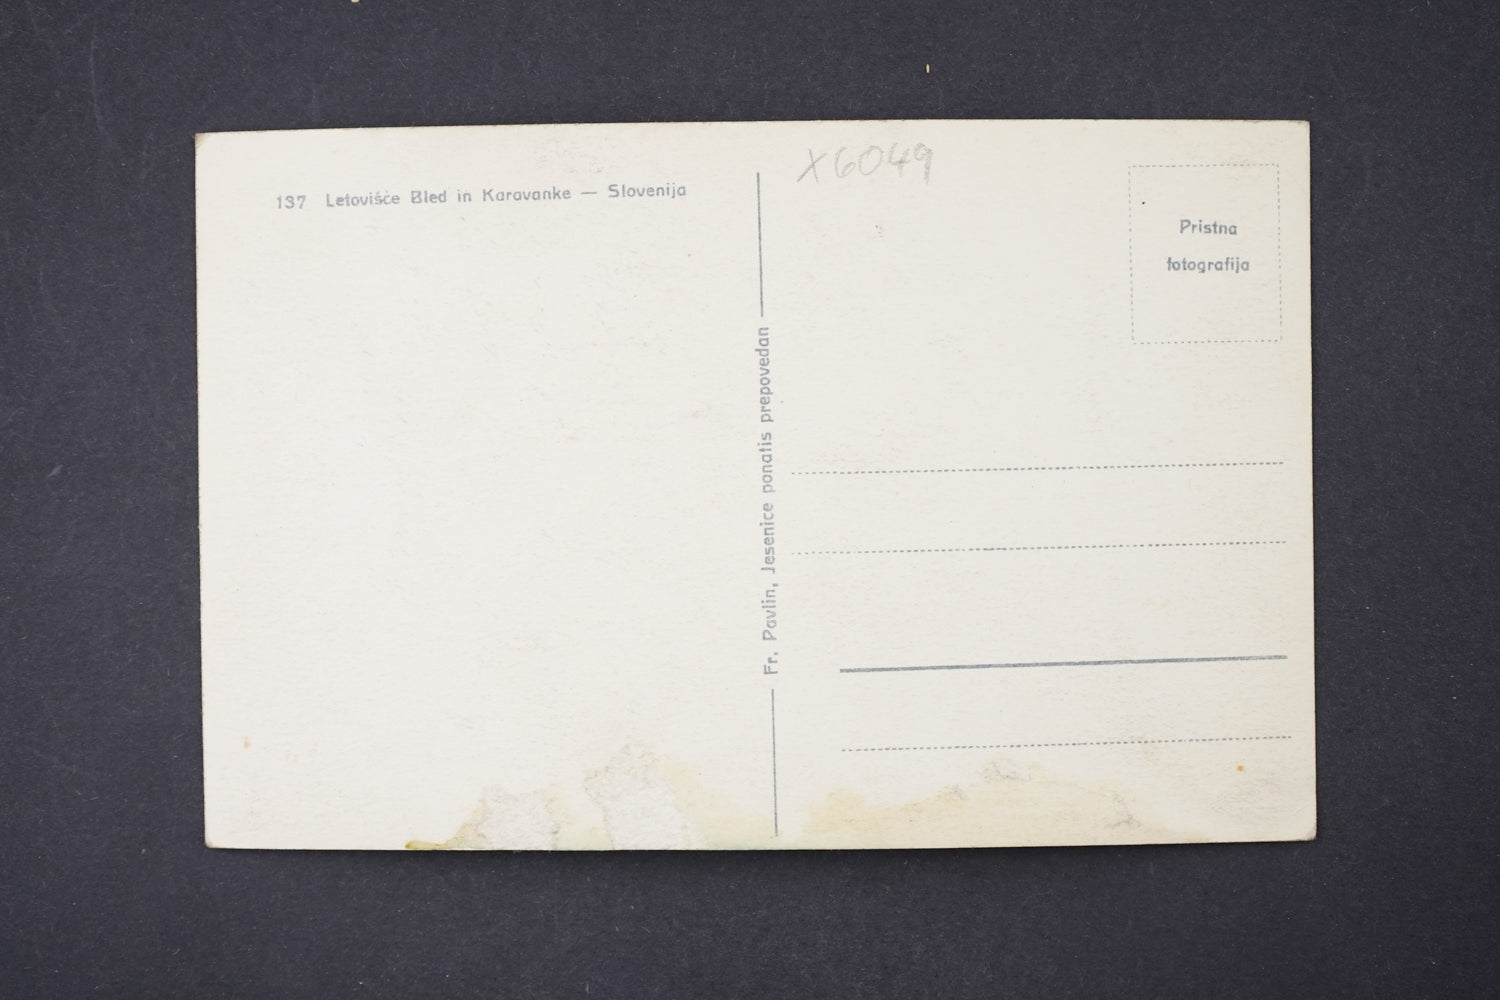 137 Letovišče Bled in Karavanke — Slovenija
X6049
Pristna
fotografija
Fr. Pavlin, Jesenice ponatis prepovedan